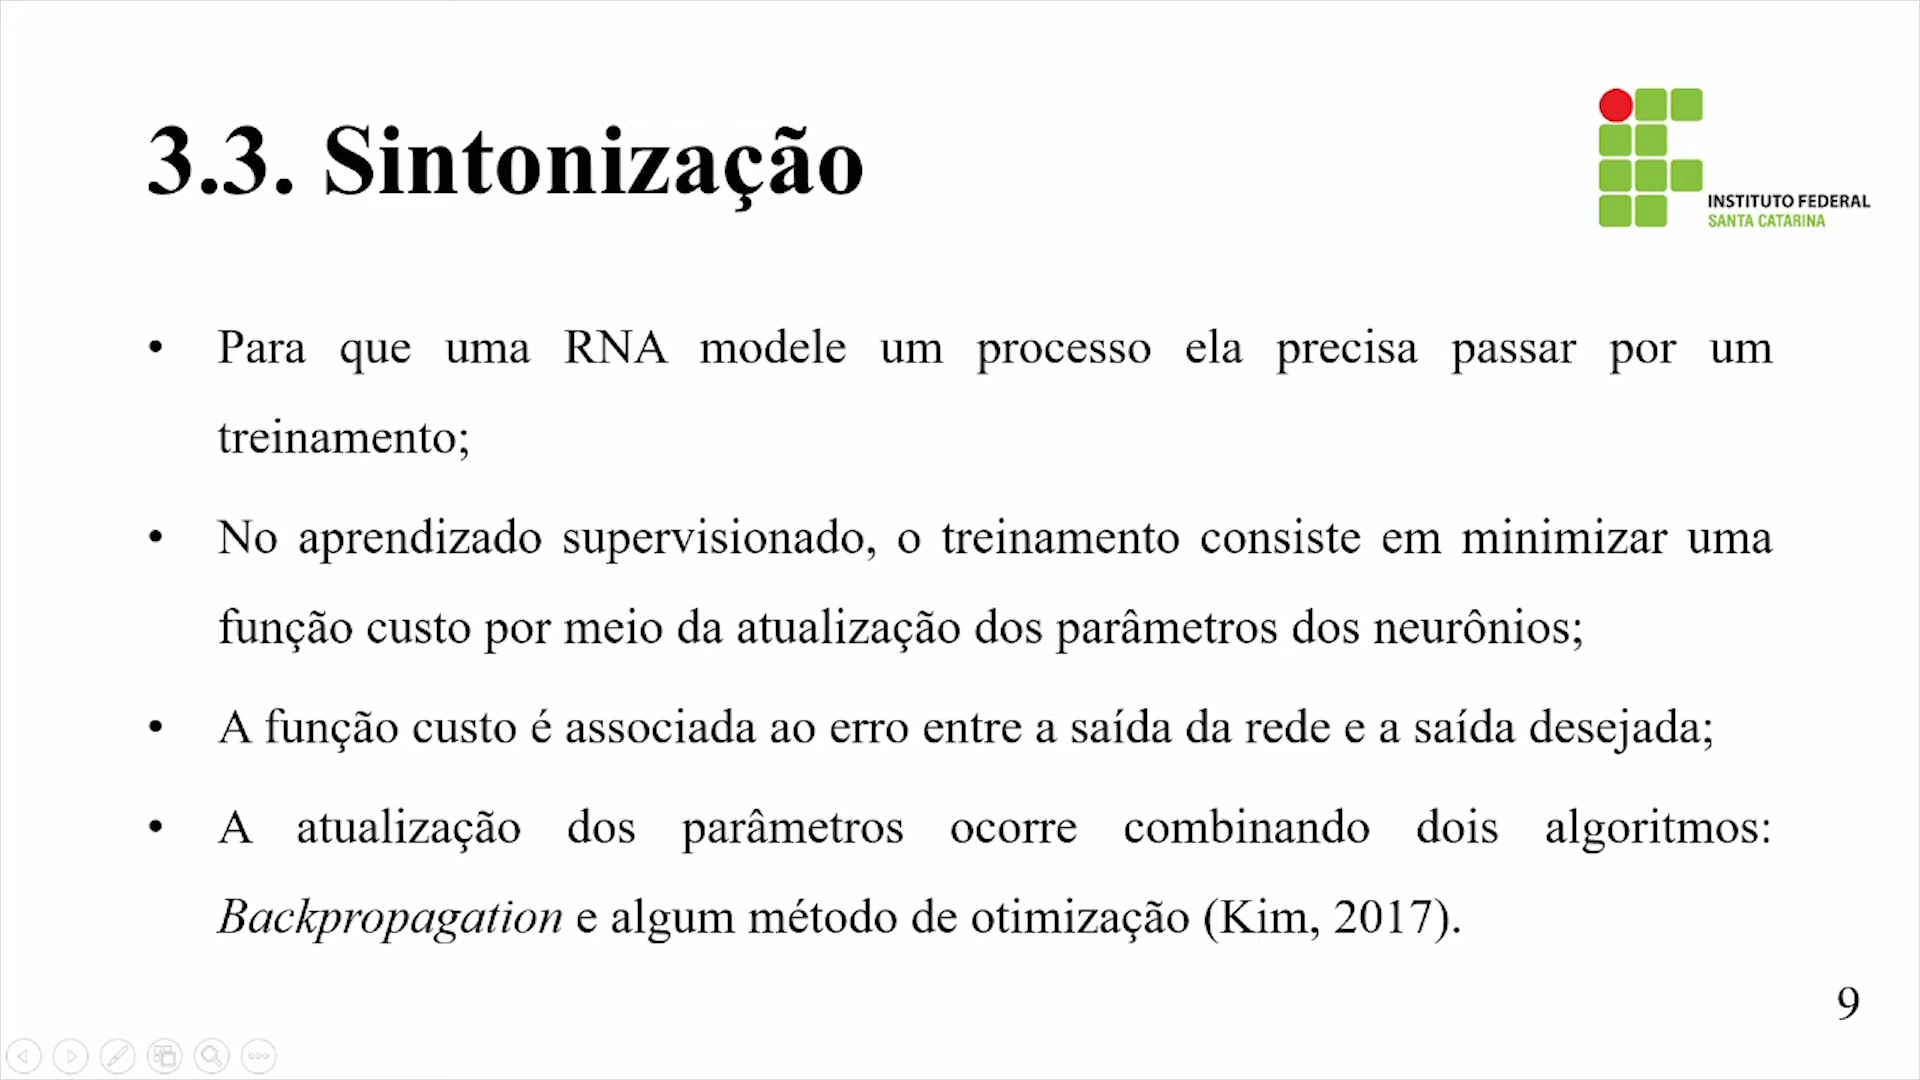 3.3. Sintonização
INSTITUTO FEDERAL
SANTA CATARINA
• Para que uma RNA modele um processo ela precisa passar por um
treinamento;
• No aprendizado supervisionado, o treinamento consiste em minimizar uma
função custo por meio da atualização dos parâmetros dos neurônios;
• A função custo é associada ao erro entre a saída da rede e a saída desejada;
• A atualização dos parâmetros ocorre combinando dois algoritmos:
Backpropagation e algum método de otimização (Kim, 2017).
9